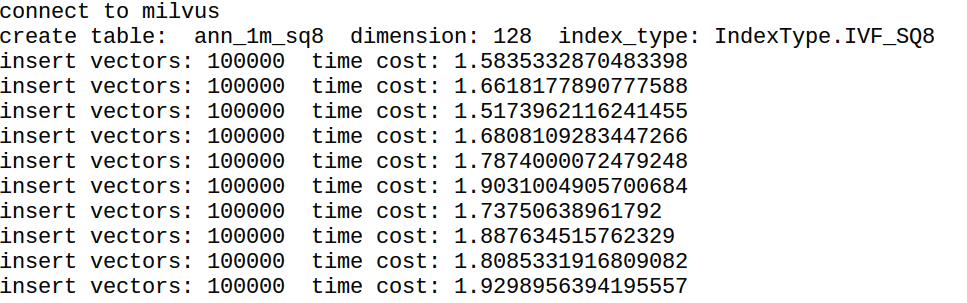 connect to milvus
create table:  ann_1m_sq8  dimension: 128  index_type: IndexType.IVF_SQ8
insert vectors: 100000  time cost: 1.5835332870483398
insert vectors: 100000  time cost: 1.6618177890777588
insert vectors: 100000  time cost: 1.5173962116241455
insert vectors: 100000  time cost: 1.6808109283447266
insert vectors: 100000  time cost: 1.7874000072479248
insert vectors: 100000  time cost: 1.9031004905700684
insert vectors: 100000  time cost: 1.73750638961792
insert vectors: 100000  time cost: 1.887634515762329
insert vectors: 100000  time cost: 1.8085331916809082
insert vectors: 100000  time cost: 1.9298956394195557